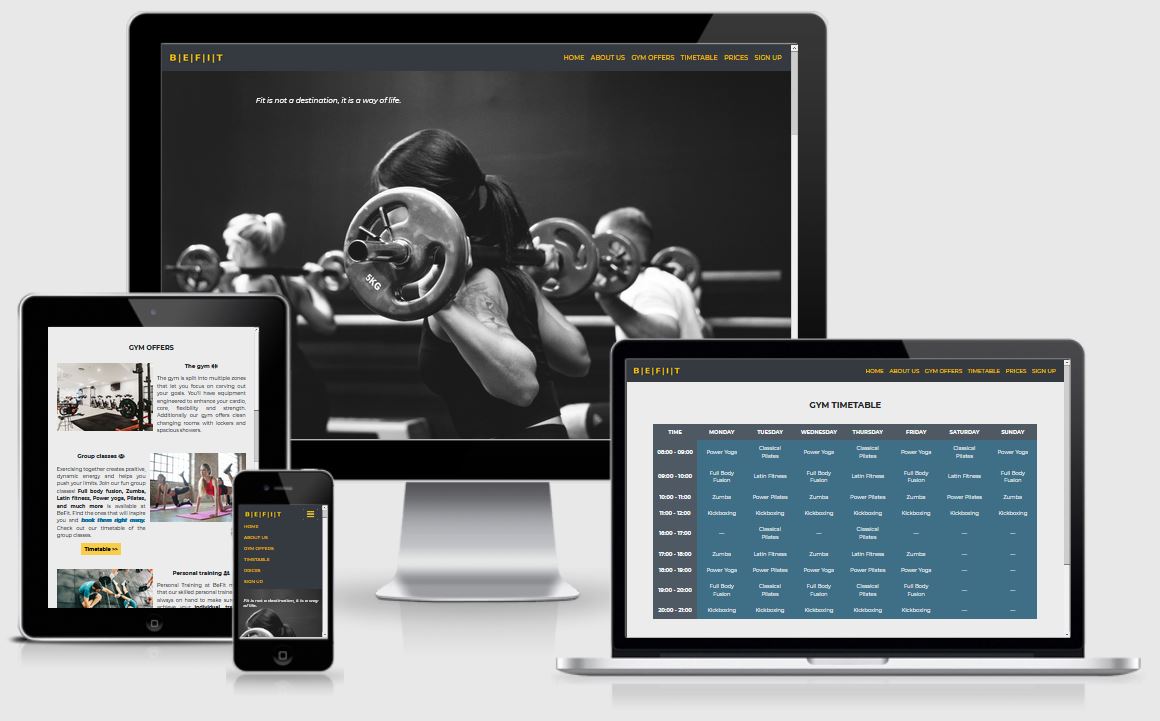 B|E|F|I|T
HOME ABOUT US GYM OFFERS TIMETABLE PRICES SIGN UP
Fit is not a destination, it is a way of life.
5KG
GYM OFFERS
The gym
The gym is split into multiple zones
that let you focus on carving out
your goals. You'll have equipment
engineered to enhance your cardio,
core, flexibility and strength.
Additionally our gym offers clean
changing rooms with lockers and
spacious showers.
Group classes
Exercising together creates positive,
dynamic energy and helps you
push your limits. Join our fun group
classes! Full body fusion, Zumba,
Latin fitness, Power yoga, Pilates,
and much more is available at
BeFit. Find the ones that will inspire
you and book them right away.
Check out our timetable of the
group classes.
Timetable >>
Personal training
Personal Training at BeFit
that our skilled personal
always on hand to make
achieve your individual
B|E|F|I|T
HOME
ABOUT US
GYM OFFERS
TIMETABLE
PRICES
SIGN UP
Fit is not a destination, it is a way
of life.
B|E|F|I|T
HOME ABOUT US GYM OFFERS TIMETABLE PRICES SIGN UP
GYM TIMETABLE
TIME MONDAY TUESDAY WEDNESDAY THURSDAY FRIDAY SATURDAY SUNDAY
08:00 - 09:00 Power Yoga Classical Pilates Power Yoga Classical Pilates Power Yoga Classical Pilates Power Yoga
09:00 - 10:00 Full Body Fusion Latin Fitness Full Body Fusion Latin Fitness Full Body Fusion Latin Fitness Full Body Fusion
10:00 - 11:00 Zumba Power Pilates Zumba Power Pilates Zumba Power Pilates Zumba
11:00 - 12:00 Kickboxing Kickboxing Kickboxing Kickboxing Kickboxing Kickboxing Kickboxing
16:00 - 17:00 — Classical Pilates — Classical Pilates — — —
17:00 - 18:00 Zumba Latin Fitness Zumba Latin Fitness Zumba — —
18:00 - 19:00 Power Yoga Power Pilates Power Yoga Power Pilates Power Yoga — —
19:00 - 20:00 Full Body Fusion Classical Pilates Full Body Fusion Classical Pilates Full Body Fusion — —
20:00 - 21:00 Kickboxing Kickboxing Kickboxing Kickboxing Kickboxing — —